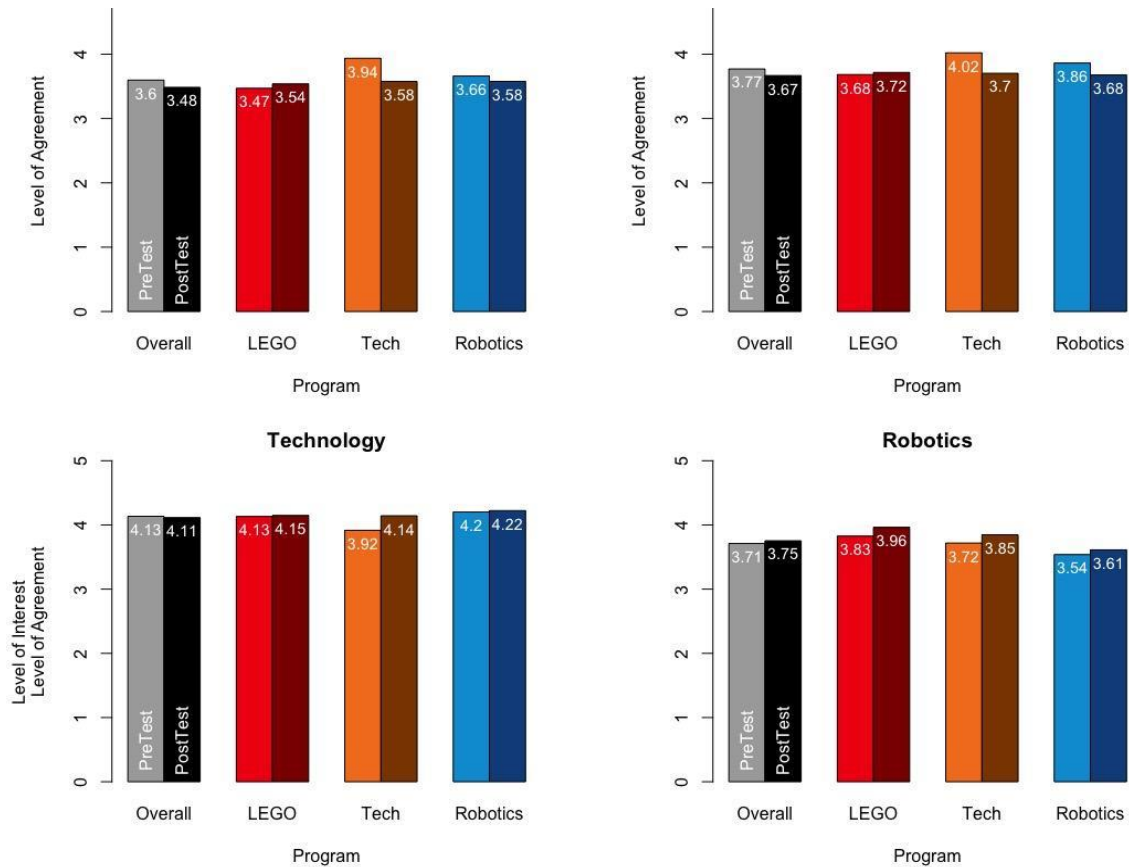 Level of Agreement
4
3
2
1
0
3.6
3.48
3.47
3.54
3.94
3.58
3.66
3.58
PreTest
PostTest
Overall
LEGO
Tech
Robotics
Program
Level of Agreement
4
3
2
1
0
3.77
3.67
3.68
3.72
4.02
3.7
3.86
3.68
PreTest
PostTest
Overall
LEGO
Tech
Robotics
Program
Technology
Level of Interest
Level of Agreement
5
4
3
2
1
0
4.13
4.11
4.13
4.15
3.92
4.14
4.2
4.22
PreTest
PostTest
Overall
LEGO
Tech
Robotics
Program
Robotics
5
4
3
2
1
0
3.71
3.75
3.83
3.96
3.72
3.85
3.54
3.61
PreTest
PostTest
Overall
LEGO
Tech
Robotics
Program